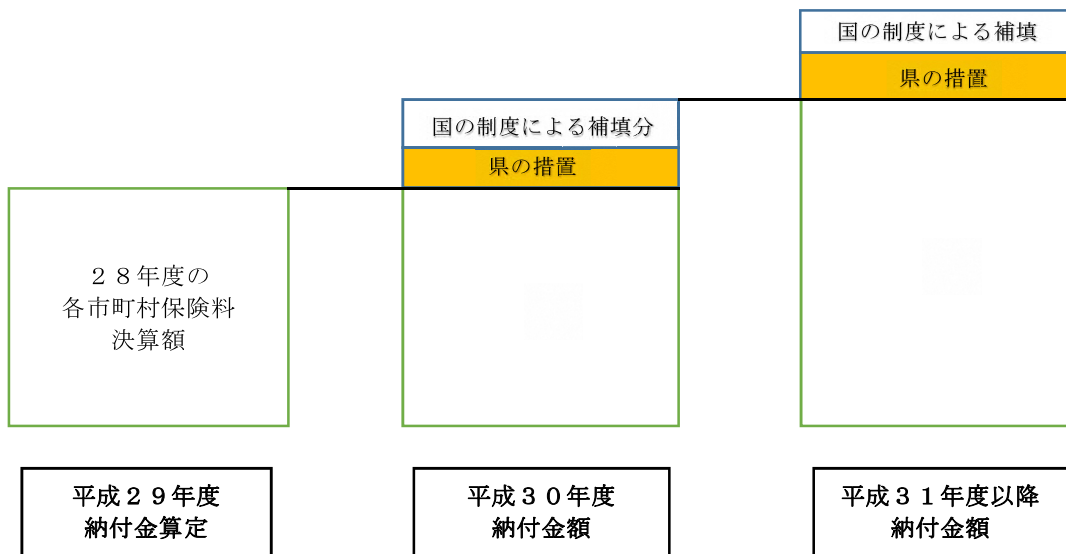 国の制度による補填
県の措置
国の制度による補填分
県の措置
２８年度の
各市町村保険料
決算額
平成２９年度
納付金算定
平成３０年度
納付金額
平成３１年度以降
納付金額